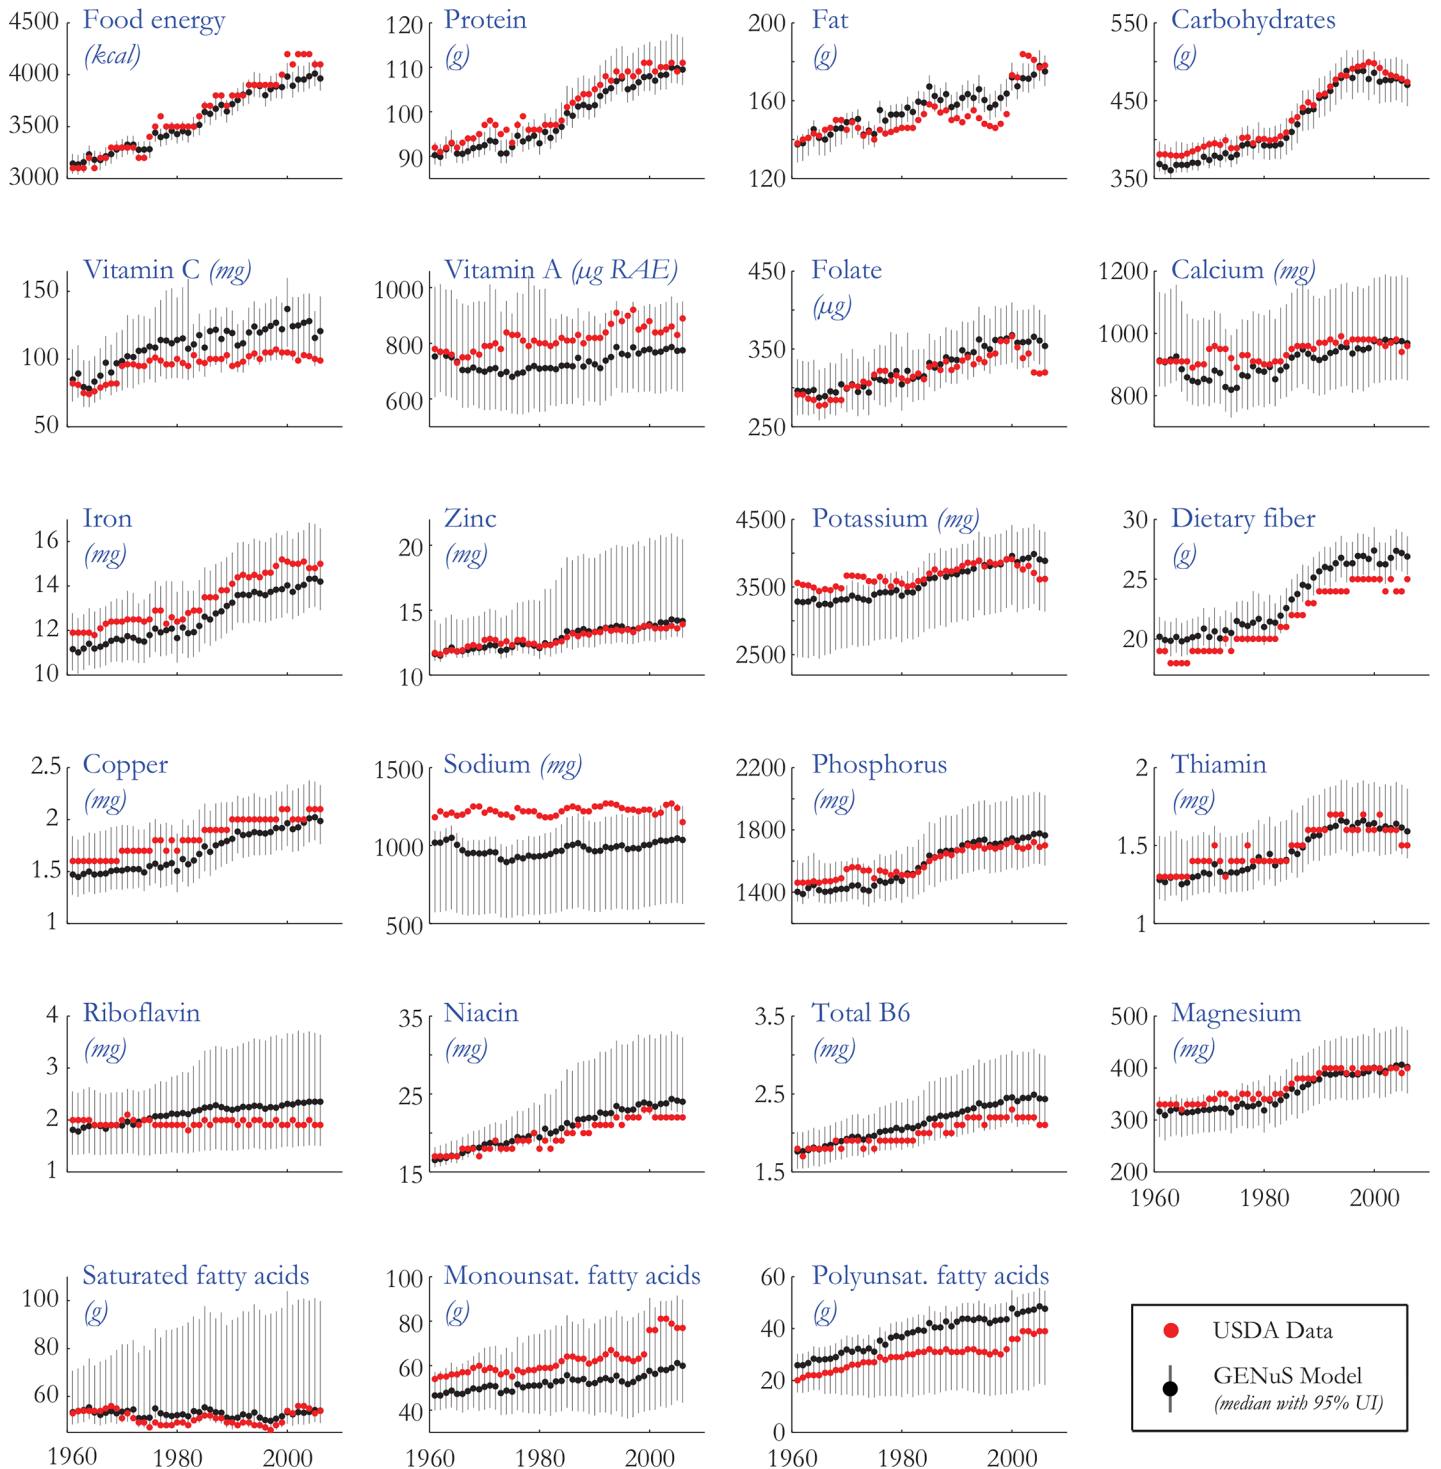 Food energy
(kcal)
4500
4000
3500
3000
Protein
(g)
120
110
100
90
Fat
(g)
200
160
120
Carbohydrates
(g)
550
450
350
Vitamin C (mg)
150
100
50
Vitamin A (µg RAE)
1000
800
600
Folate
(µg)
450
350
250
Calcium (mg)
1200
1000
800
Iron
(mg)
16
14
12
10
Zinc
(mg)
20
15
10
Potassium (mg)
4500
3500
2500
Dietary fiber
(g)
30
25
20
Copper
(mg)
2.5
2
1.5
1
Sodium (mg)
1500
1000
500
Phosphorus
(mg)
2200
1800
1400
Thiamin
(mg)
2
1.5
1
Riboflavin
(mg)
4
3
2
1
Niacin
(mg)
35
25
15
Total B6
(mg)
3.5
2.5
1.5
Magnesium
(mg)
500
400
300
200
1960 1980 2000
Saturated fatty acids
(g)
100
80
60
1960 1980 2000
Monounsat. fatty acids
(g)
100
80
60
40
1960 1980 2000
Polyunsat. fatty acids
(g)
60
40
20
0
1960 1980 2000
USDA Data
GENuS Model
(median with 95% UI)